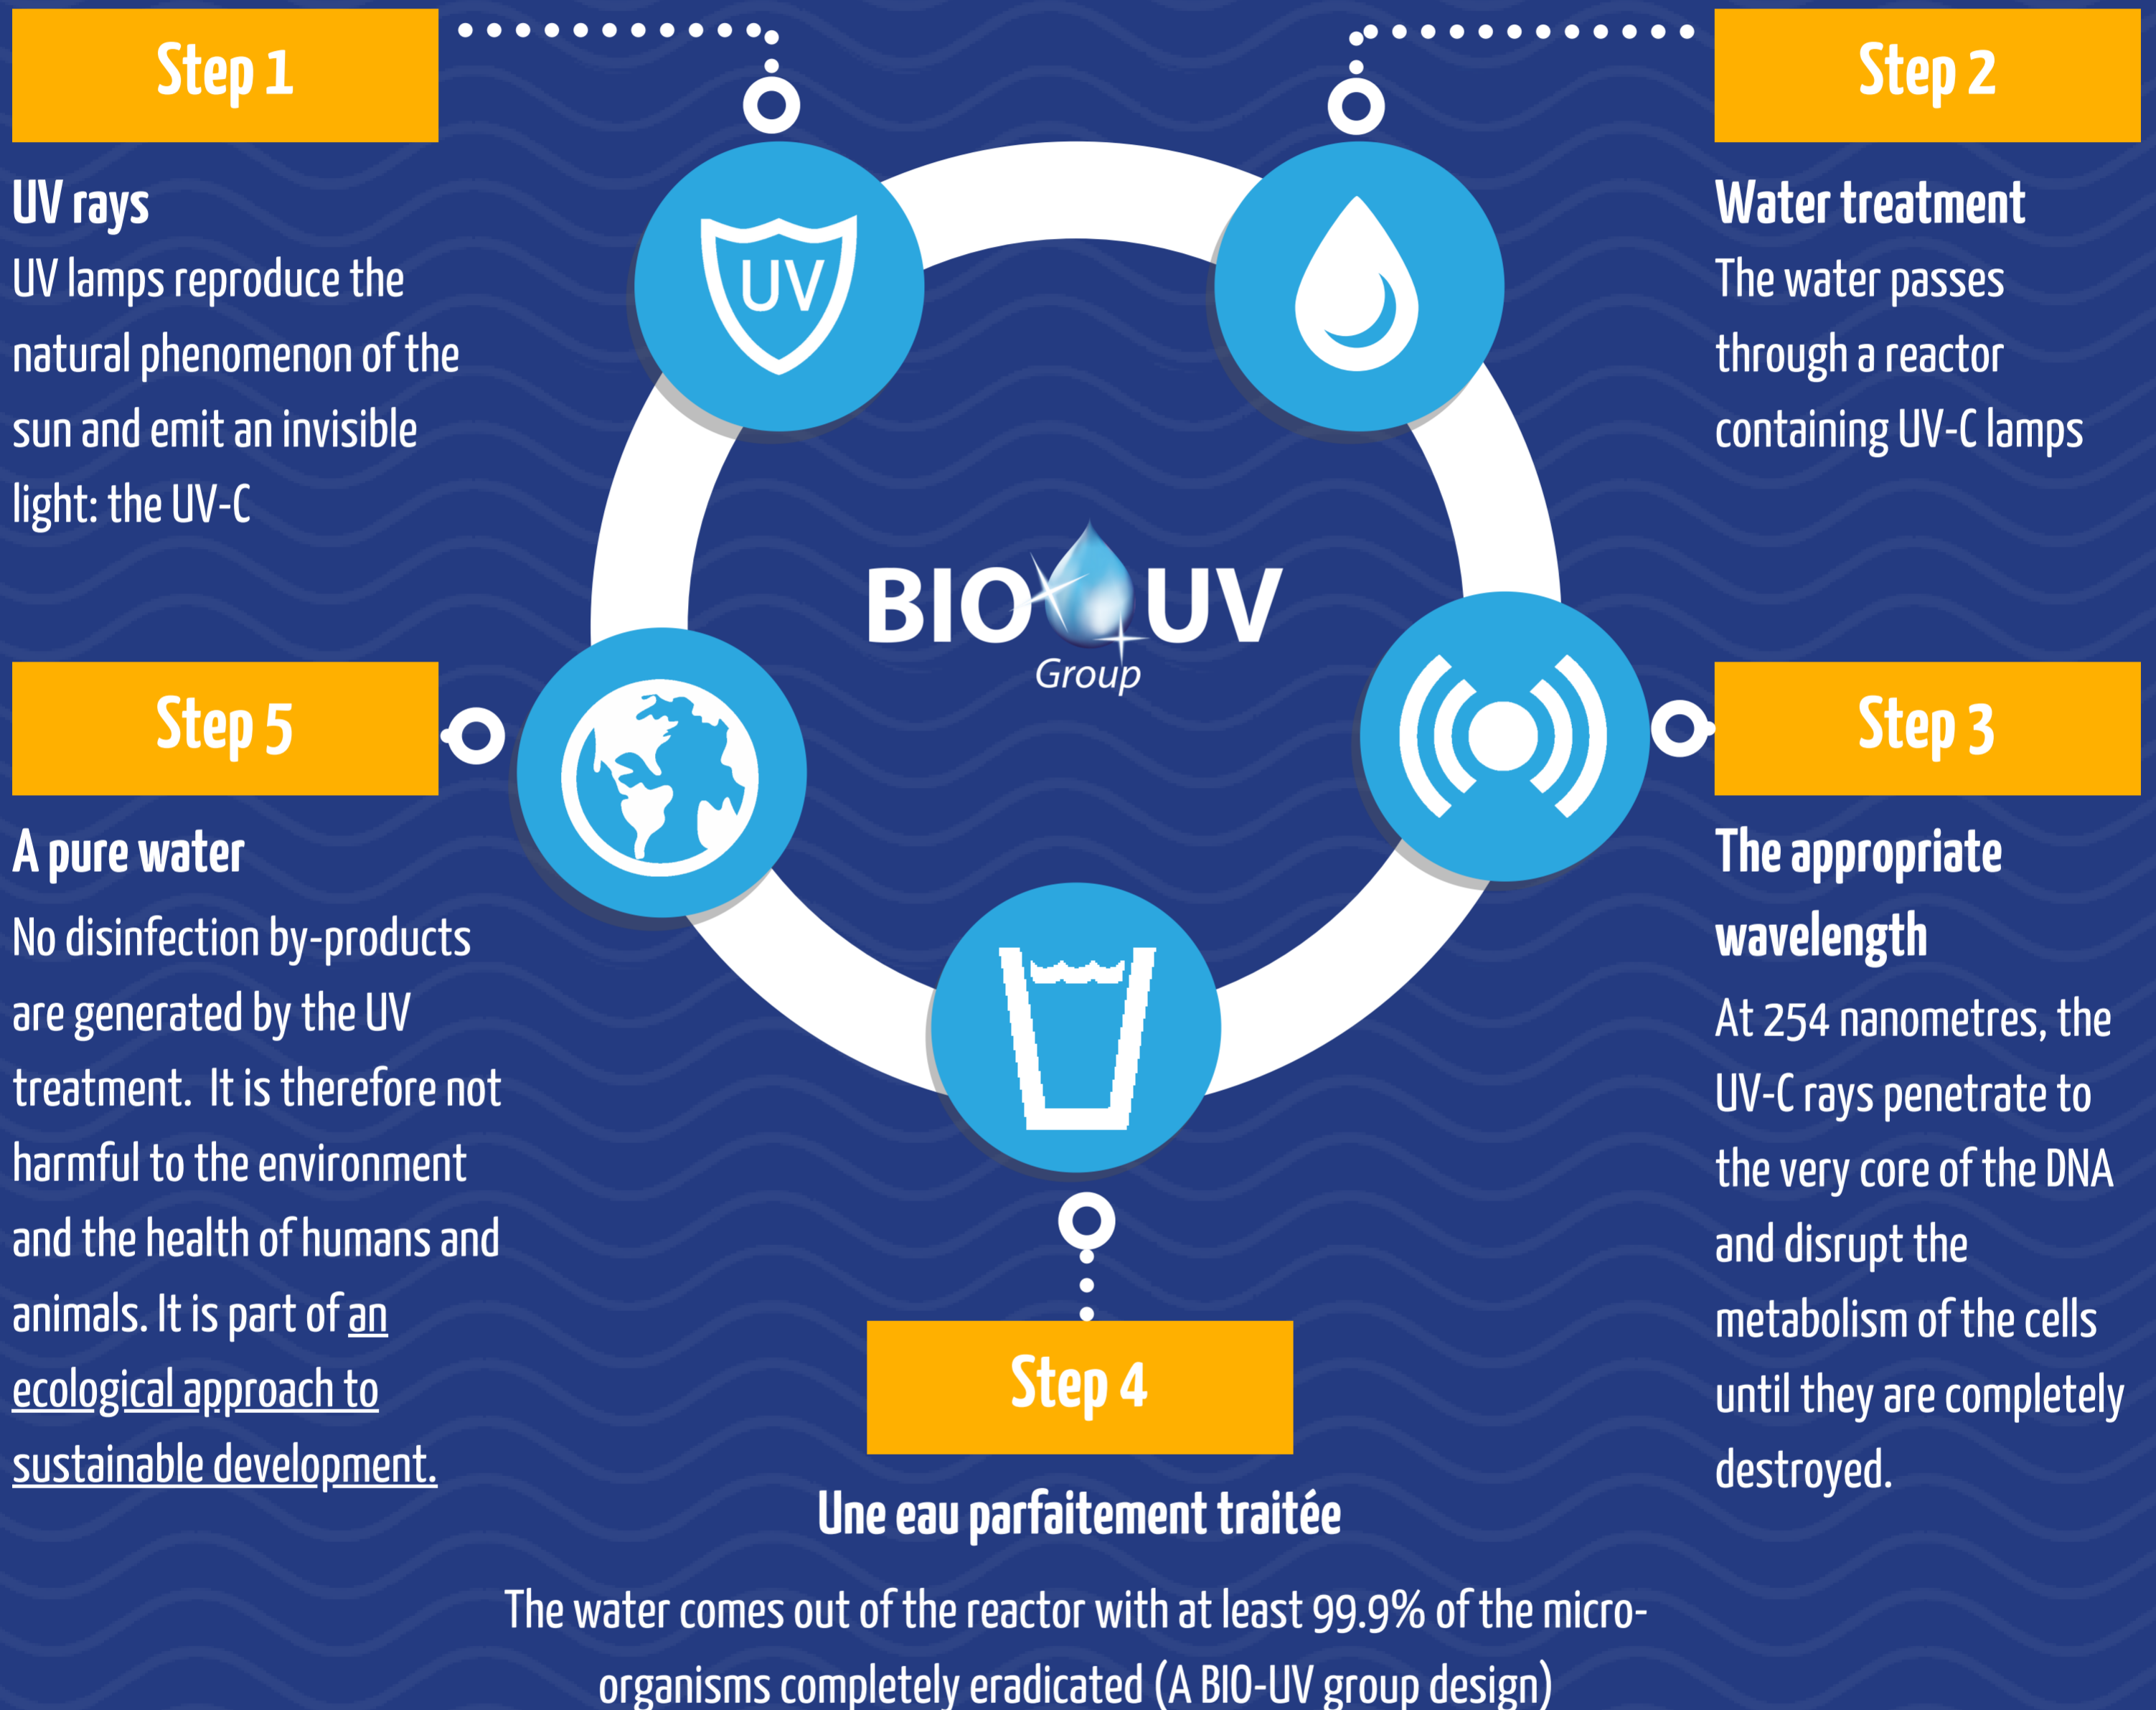 Step 1
UV rays
UV lamps reproduce the
natural phenomenon of the
sun and emit an invisible
light: the UV-C
Step 2
Water treatment
The water passes
through a reactor
containing UV-C lamps
UV
BIO UV
Group
Step 3
The appropriate
wavelength
At 254 nanometres, the
UV-C rays penetrate to
the very core of the DNA
and disrupt the
metabolism of the cells
until they are completely
destroyed.
Step 4
Une eau parfaitement traitée
The water comes out of the reactor with at least 99.9% of the micro-
organisms completely eradicated (A BIO-UV group design)
Step 5
A pure water
No disinfection by-products
are generated by the UV
treatment.  It is therefore not
harmful to the environment
and the health of humans and
animals. It is part of an
ecological approach to
sustainable development.